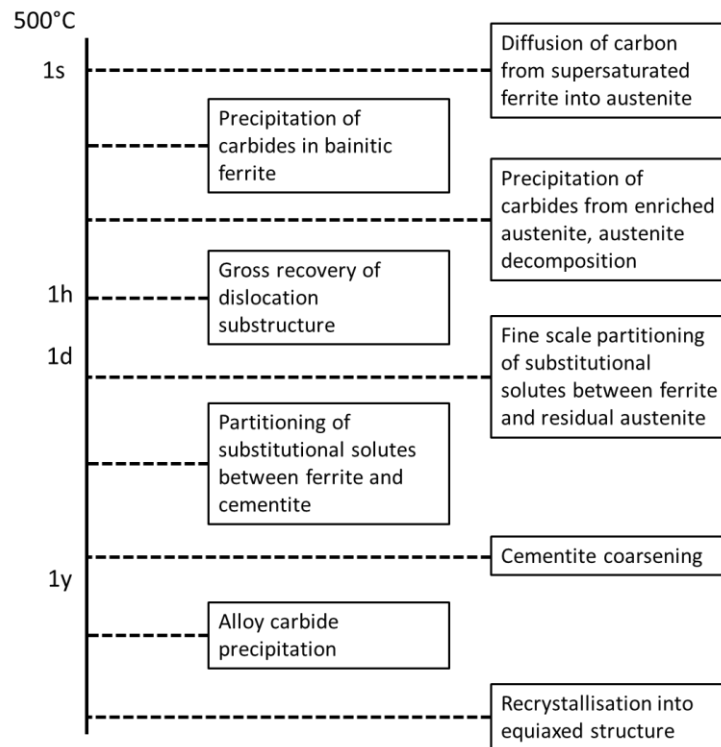 500°C
1s
Diffusion of carbon
from supersaturated
ferrite into austenite
Precipitation of
carbides in bainitic
ferrite
Precipitation of
carbides from enriched
austenite, austenite
decomposition
Gross recovery of
dislocation
substructure
1h
1d
Fine scale partitioning
of substitutional
solutes between ferrite
and residual austenite
Partitioning of
substitutional solutes
between ferrite and
cementite
Cementite coarsening
1y
Alloy carbide
precipitation
Recrystallisation into
equiaxed structure